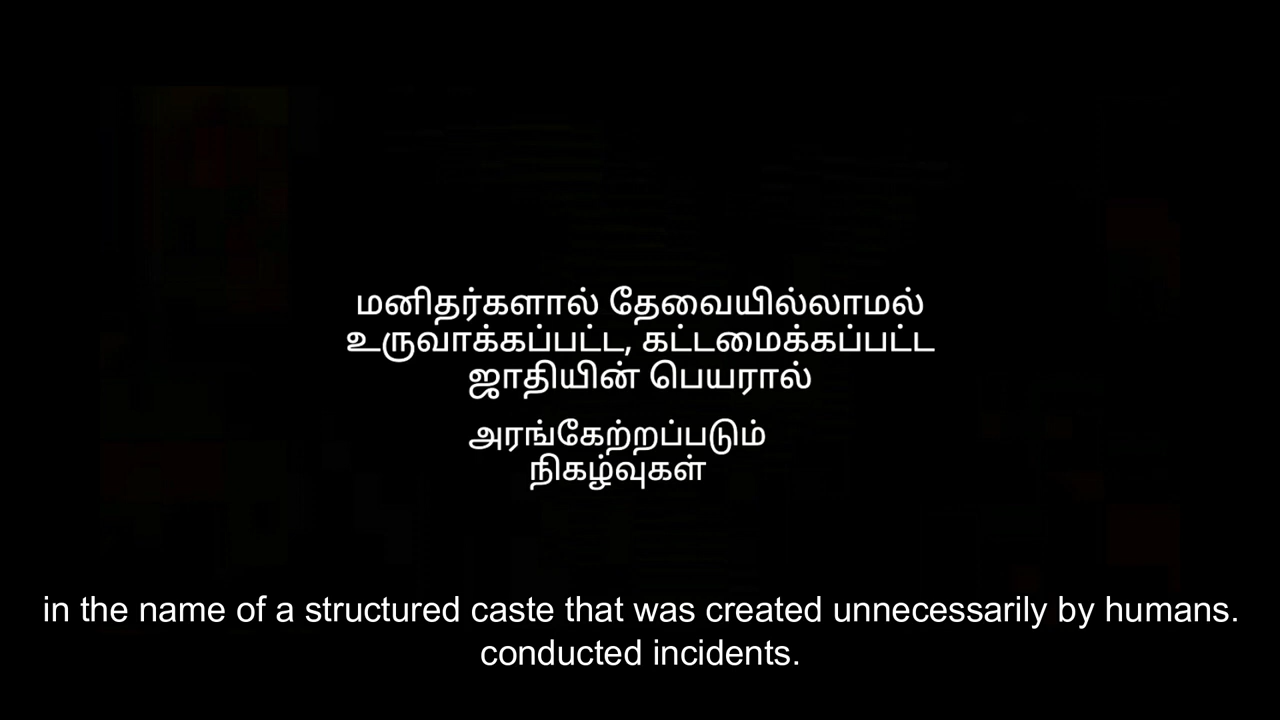 மனிதர்களால் தேவையில்லாமல்
உருவாக்கப்பட்ட, கட்டமைக்கப்பட்ட
ஜாதியின் பெயரால்
அரங்கேற்றப்படும்
நிகழ்வுகள்
in the name of a structured caste that was created unnecessarily by humans.
conducted incidents.